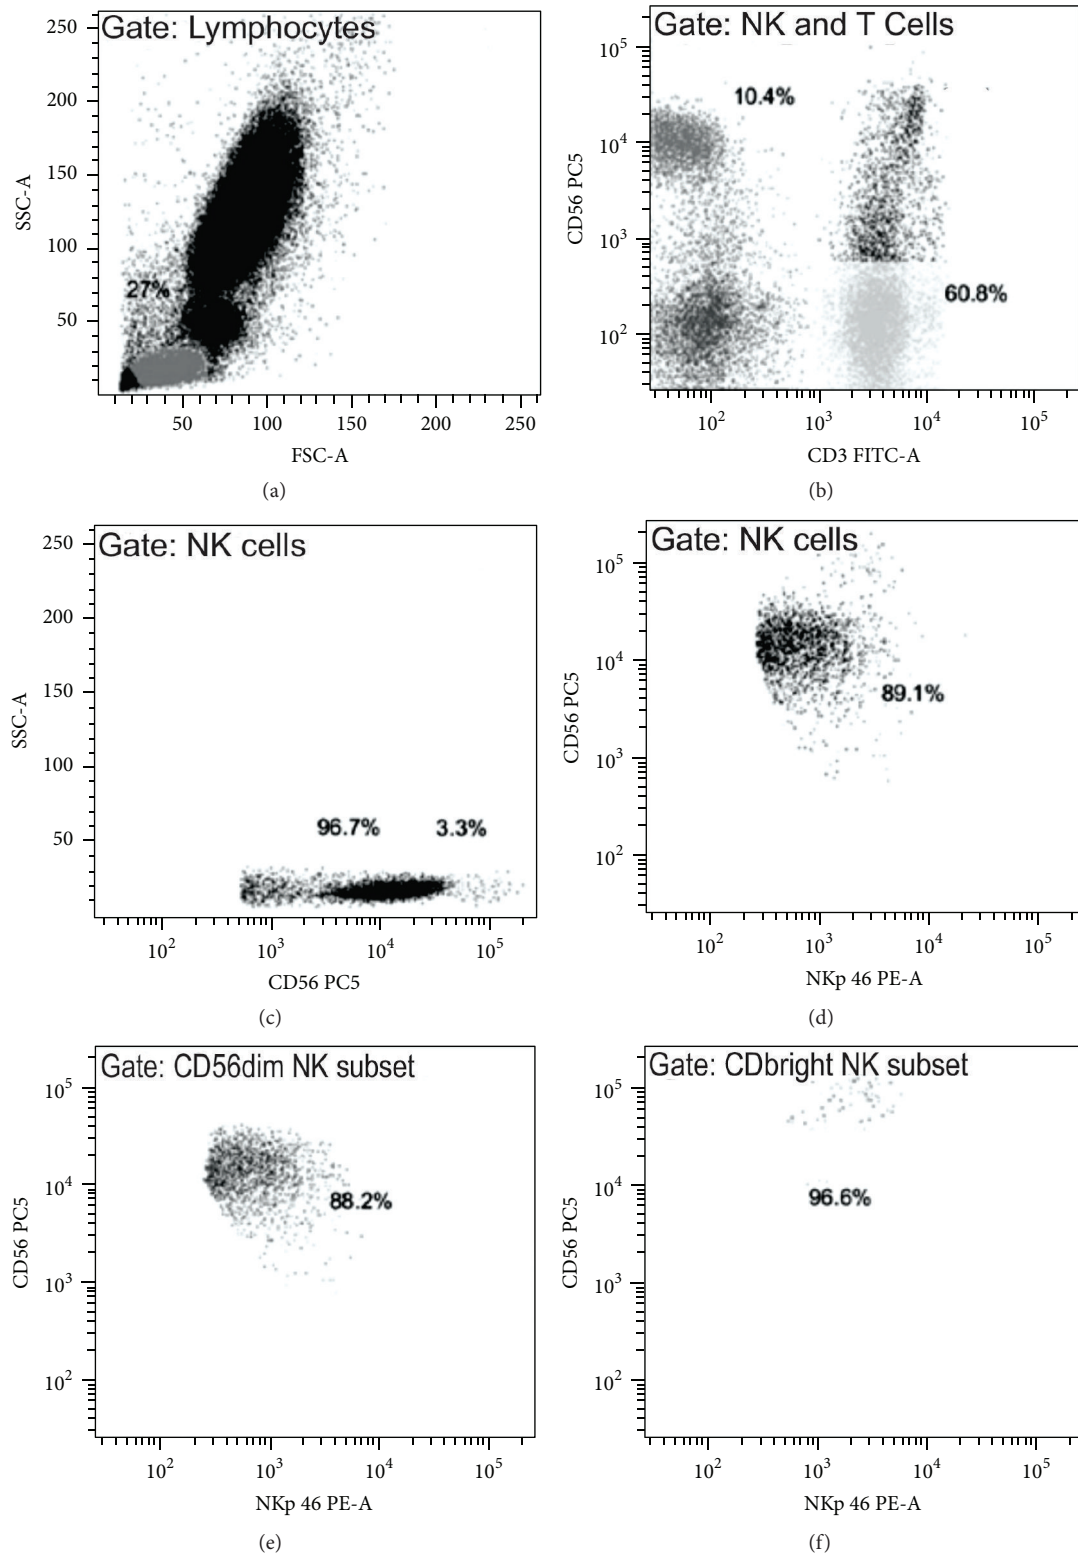 Gate: Lymphocytes
250
200
150
100
50
SSC-A
27%
50
100
150
200
250
FSC-A
(a)
Gate: NK and T Cells
10⁵
10⁴
10³
10²
CD56 PC5
10.4%
60.8%
10²
10³
10⁴
10⁵
CD3 FITC-A
(b)
Gate: NK cells
250
200
150
100
50
SSC-A
96.7%
3.3%
10²
10³
10⁴
10⁵
CD56 PC5
(c)
Gate: NK cells
10⁵
10⁴
10³
10²
CD56 PC5
89.1%
10²
10³
10⁴
10⁵
NKp 46 PE-A
(d)
Gate: CD56dim NK subset
10⁵
10⁴
10³
10²
CD56 PC5
88.2%
10²
10³
10⁴
10⁵
NKp 46 PE-A
(e)
Gate: CDbright NK subset
10⁵
10⁴
10³
10²
CD56 PC5
96.6%
10²
10³
10⁴
10⁵
NKp 46 PE-A
(f)